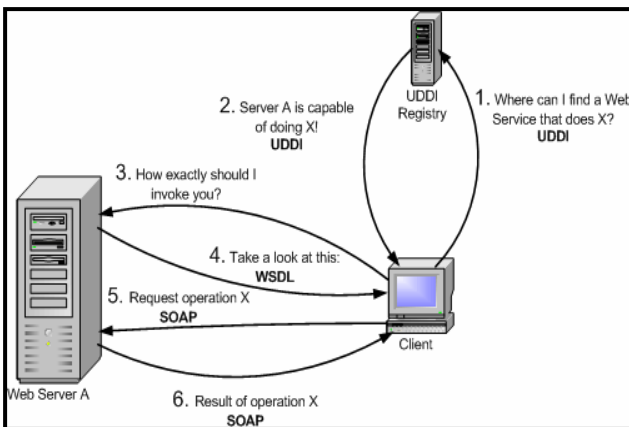 UDDI
Registry
1. Where can I find a Web
Service that does X?
UDDI
2. Server A is capable
of doing X!
UDDI
3. How exactly should I
invoke you?
4. Take a look at this:
WSDL
5. Request operation X
SOAP
Client
Web Server A
6. Result of operation X
SOAP